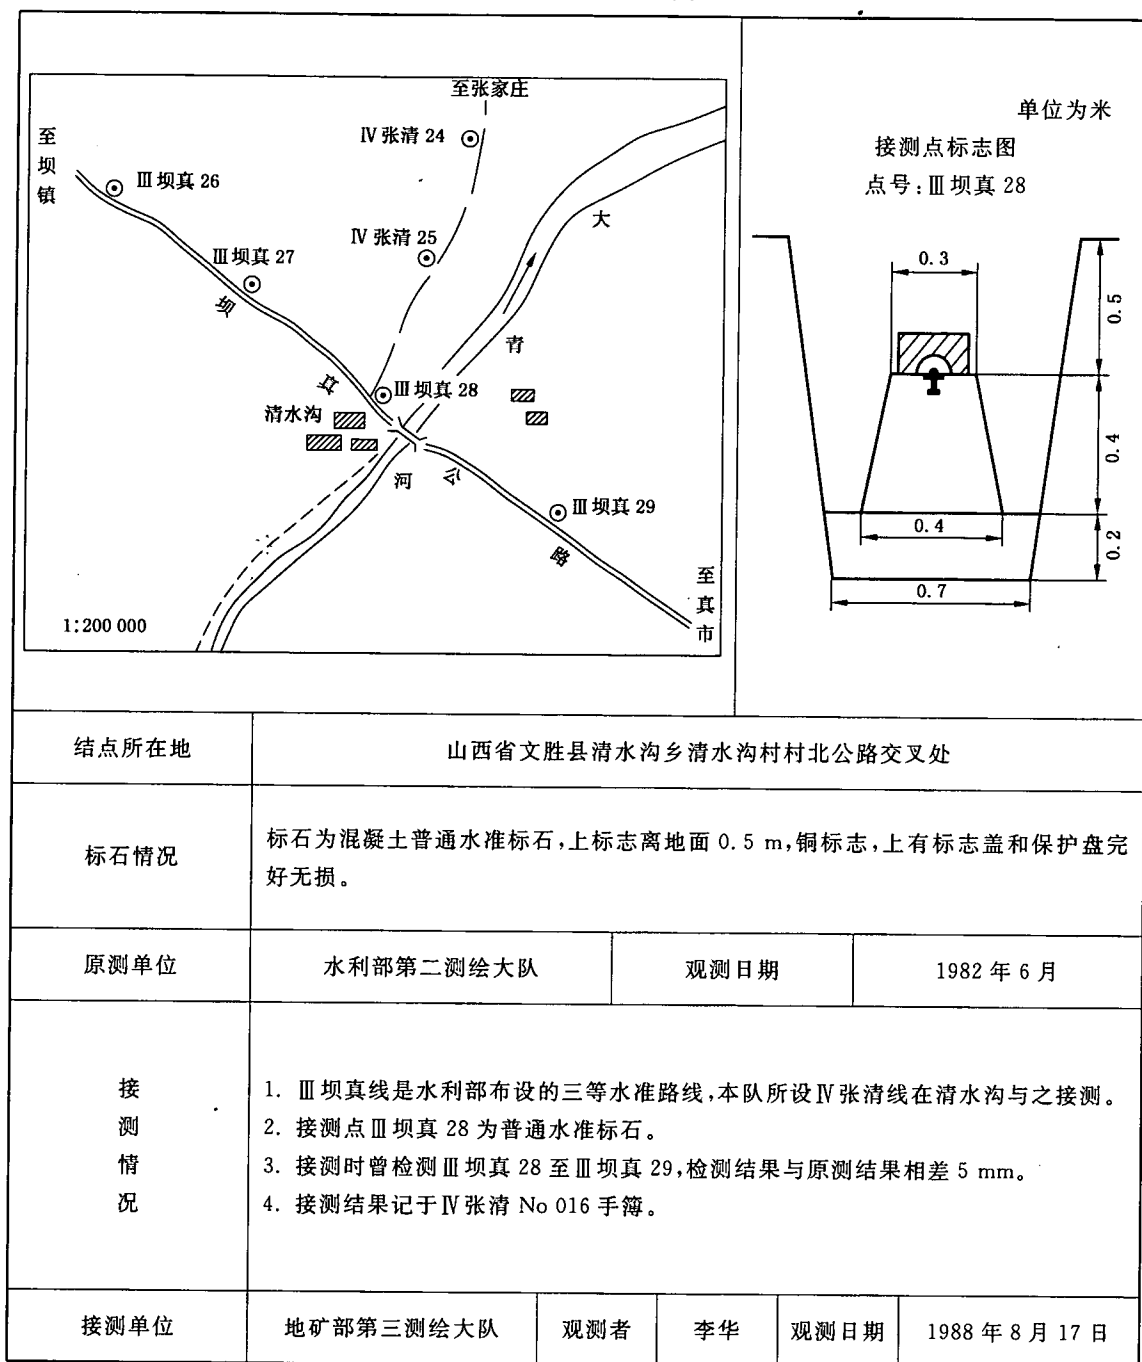 至张家庄
至坝镇
Ⅳ张清 24
Ⅲ坝真 26
大
Ⅳ张清 25
Ⅲ坝真 27
坝
青
真
Ⅲ坝真 28
清水沟
河
公
Ⅲ坝真 29
路
至真市
1:200 000
单位为米
接测点标志图
点号:Ⅲ坝真 28
0.3
0.5
0.4
0.4
0.2
0.7
结点所在地
山西省文胜县清水沟乡清水沟村村北公路交叉处
标石情况
标石为混凝土普通水准标石,上标志离地面 0.5 m,铜标志,上有标志盖和保护盘完
好无损。
原测单位
水利部第二测绘大队
观测日期
1982 年 6 月
接测情况
1. Ⅲ坝真线是水利部布设的三等水准路线,本队所设Ⅳ张清线在清水沟与之接测。
2. 接测点Ⅲ坝真 28 为普通水准标石。
3. 接测时曾检测Ⅲ坝真 28 至Ⅲ坝真 29,检测结果与原测结果相差 5 mm。
4. 接测结果记于Ⅳ张清 No 016 手簿。
接测单位
地矿部第三测绘大队
观测者
李华
观测日期
1988 年 8 月 17 日